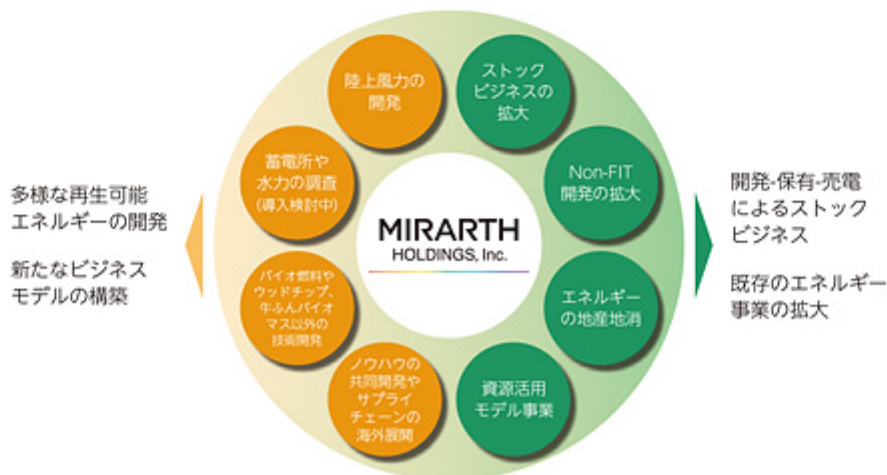 陸上風力の
開発
ストック
ビジネスの
拡大
蓄電所や
水力の調査
(導入検討中)
Non-FIT
開発の拡大
多様な再生可能
エネルギーの開発
新たなビジネス
モデルの構築
MIRARTH
HOLDINGS, Inc.
開発-保有-売電
によるストック
ビジネス
既存のエネルギー
事業の拡大
バイオ燃料や
ウッドチップ、
牛ふんバイオ
マス以外の
技術開発
エネルギー
の地産地消
ノウハウの
共同開発や
サプライ
チェーンの
海外展開
資源活用
モデル事業